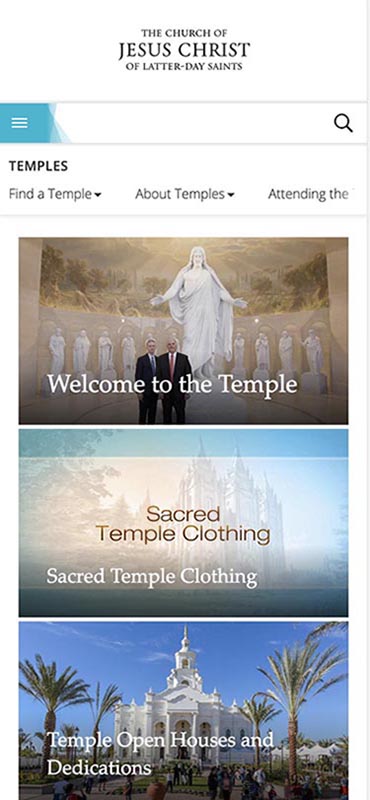 THE CHURCH OF
JESUS CHRIST
OF LATTER-DAY SAINTS
TEMPLES
Find a Temple About Temples Attending the
Welcome to the Temple
Sacred
Temple Clothing
Sacred Temple Clothing
Temple Open Houses and
Dedications